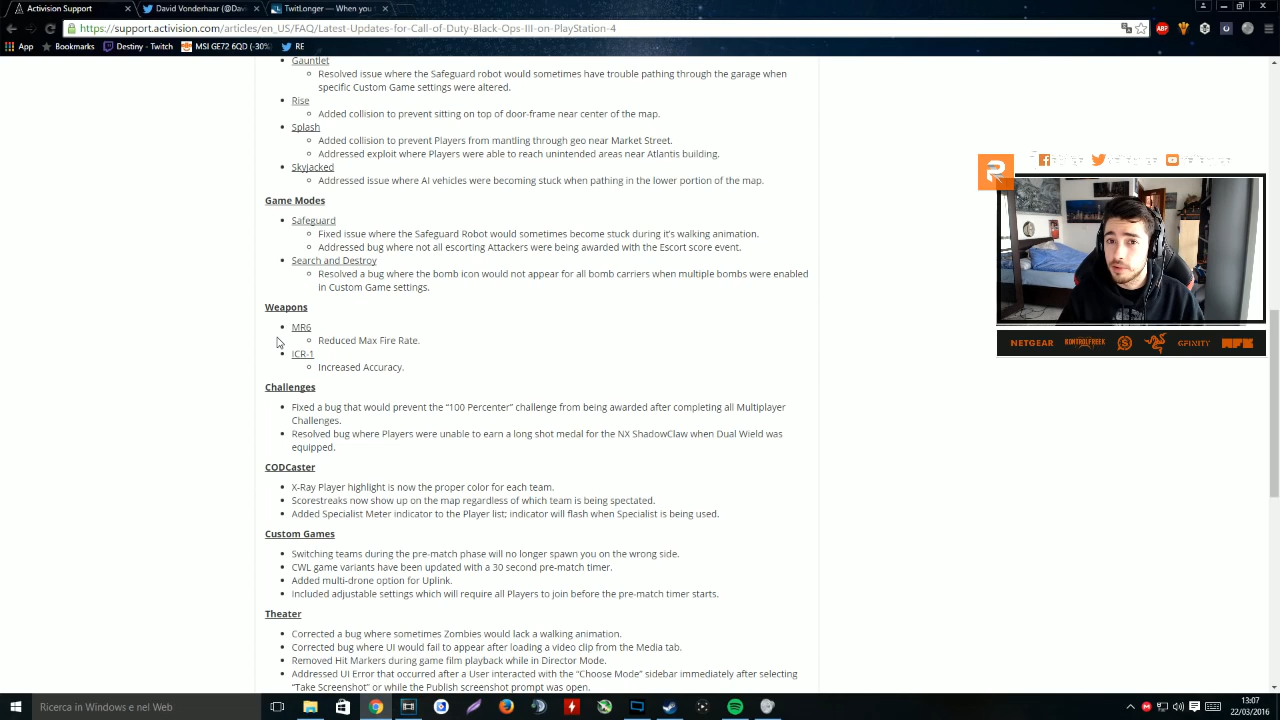 Activision Support
David Vonderhaar (@Davi
TwitLonger — When you
https://support.activision.com/articles/en_US/FAQ/Latest-Updates-for-Call-of-Duty-Black-Ops-III-on-PlayStation-4
ABP
App
Bookmarks
Destiny - Twitch
MSI GE72 6QD (-30%)
RE
Gauntlet
Resolved issue where the Safeguard robot would sometimes have trouble pathing through the garage when
specific Custom Game settings were altered.
Rise
Added collision to prevent sitting on top of door-frame near center of the map.
Splash
Added collision to prevent Players from mantling through geo near Market Street.
Addressed exploit where Players were able to reach unintended areas near Atlantis building.
Skyjacked
Addressed issue where AI vehicles were becoming stuck when pathing in the lower portion of the map.
Game Modes
Safeguard
Fixed issue where the Safeguard Robot would sometimes become stuck during it's walking animation.
Addressed bug where not all escorting Attackers were being awarded with the Escort score event.
Search and Destroy
Resolved a bug where the bomb icon would not appear for all bomb carriers when multiple bombs were enabled
in Custom Game settings.
Weapons
MR6
Reduced Max Fire Rate.
ICR-1
Increased Accuracy.
Challenges
Fixed a bug that would prevent the "100 Percenter" challenge from being awarded after completing all Multiplayer
Challenges.
Resolved bug where Players were unable to earn a long shot medal for the NX ShadowClaw when Dual Wield was
equipped.
CODCaster
X-Ray Player highlight is now the proper color for each team.
Scorestreaks now show up on the map regardless of which team is being spectated.
Added Specialist Meter indicator to the Player list; indicator will flash when Specialist is being used.
Custom Games
Switching teams during the pre-match phase will no longer spawn you on the wrong side.
CWL game variants have been updated with a 30 second pre-match timer.
Added multi-drone option for Uplink.
Included adjustable settings which will require all Players to join before the pre-match timer starts.
Theater
Corrected a bug where sometimes Zombies would lack a walking animation.
Corrected bug where UI would fail to appear after loading a video clip from the Media tab.
Removed Hit Markers during game film playback while in Director Mode.
Addressed UI Error that occurred after a User interacted with the "Choose Mode" sidebar immediately after selecting
"Take Screenshot" or while the Publish screenshot prompt was open.
NETGEAR KONTROLFREEK GFINITY
Ricerca in Windows e nel Web
13:07
22/03/2016